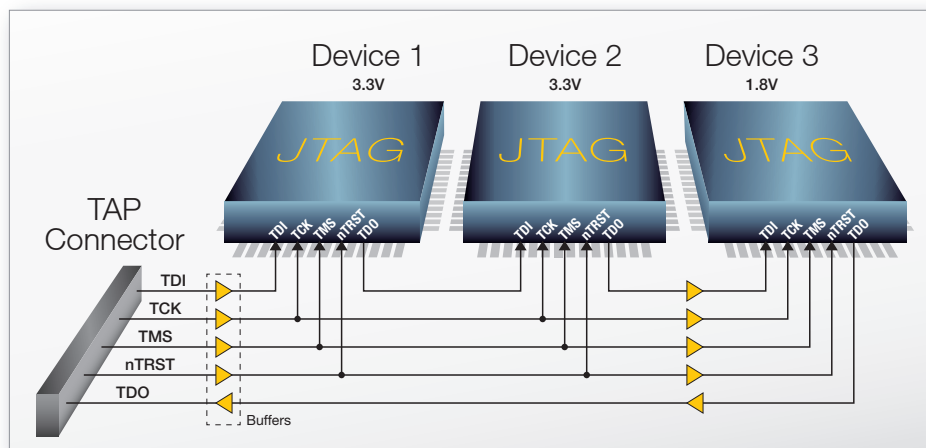 Device 1
3.3V
Device 2
3.3V
Device 3
1.8V
JTAG
JTAG
JTAG
TAP
Connector
TDI
TCK
TMS
nTRST
TDO
TDI
TCK
TMS
nTRST
TDO
TDI
TCK
TMS
nTRST
TDO
TDI
TCK
TMS
nTRST
TDO
Buffers